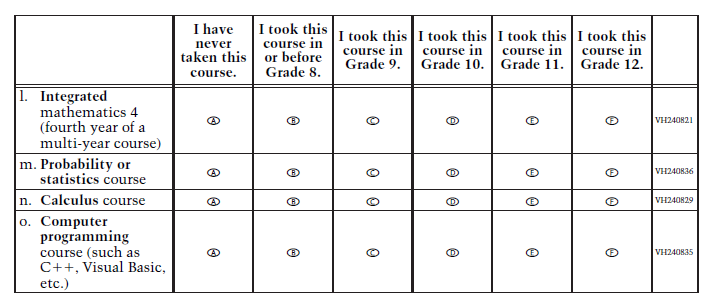 I have never taken this course.
I took this course in or before Grade 8.
I took this course in Grade 9.
I took this course in Grade 10.
I took this course in Grade 11.
I took this course in Grade 12.
l. Integrated
mathematics 4
(fourth year of a
multi-year course)
A B C D E F VH240821
m. Probability or
statistics course
A B C D E F VH240836
n. Calculus course A B C D E F VH240829
o. Computer
programming
course (such as
C++, Visual Basic,
etc.)
A B C D E F VH240835